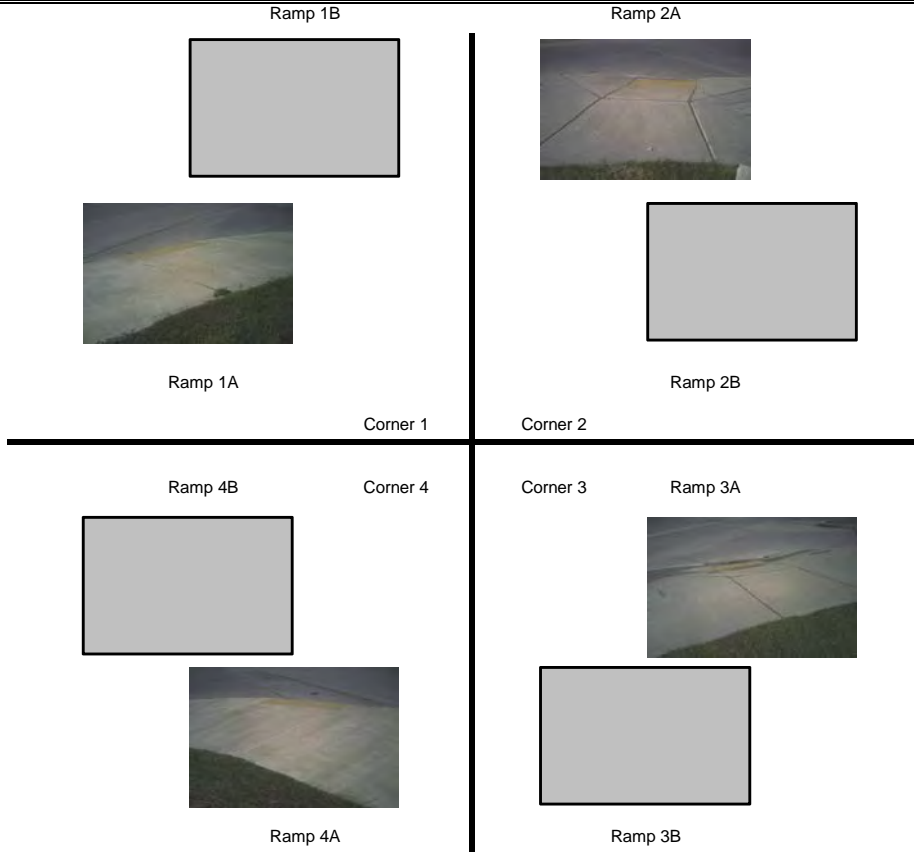 Ramp 1B
Ramp 2A
Ramp 1A
Ramp 2B
Corner 1
Corner 2
Ramp 4B
Corner 4
Corner 3
Ramp 3A
Ramp 4A
Ramp 3B